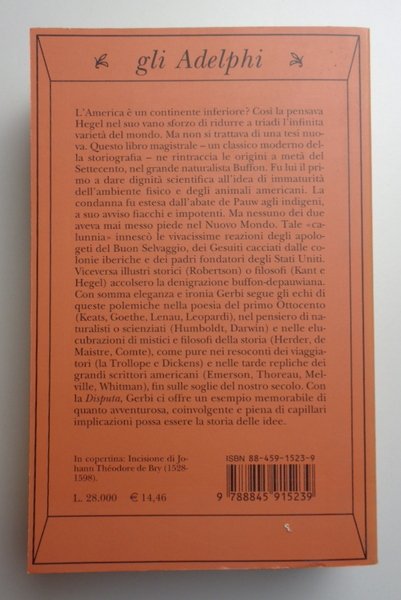 gli Adelphi
L'America è un continente inferiore? Così la pensava
Hegel nel suo vano sforzo di ridurre a triadi l'infinita
varietà del mondo. Ma non si trattava di una tesi nuo-
va. Questo libro magistrale – un classico moderno del-
la storiografia – ne rintraccia le origini a metà del
Settecento, nel grande naturalista Buffon. Fu lui il pri-
mo a dare dignità scientifica all'idea di immaturità
dell'ambiente fisico e degli animali americani. La
condanna fu estesa dall'abate de Pauw agli indigeni,
a suo avviso fiacchi e impotenti. Ma nessuno dei due
aveva mai messo piede nel Nuovo Mondo. Tale «ca-
lunnia» innescò le vivacissime reazioni degli apolo-
geti del Buon Selvaggio, dei Gesuiti cacciati dalle co-
lonie iberiche e dei padri fondatori degli Stati Uniti.
Viceversa illustri storici (Robertson) o filosofi (Kant e
Hegel) accolsero la denigrazione buffon-depauwiana.
Con somma eleganza e ironia Gerbi segue gli echi di
queste polemiche nella poesia del primo Ottocento
(Keats, Goethe, Lenau, Leopardi), nel pensiero di na-
turalisti o scienziati (Humboldt, Darwin) e nelle elu-
cubrazioni di mistici e filosofi della storia (Herder, de
Maistre, Comte), come pure nei resoconti dei viaggia-
tori (la Trollope e Dickens) e nelle tarde repliche dei
grandi scrittori americani (Emerson, Thoreau, Mel-
ville, Whitman), fin sulle soglie del nostro secolo. Con
la Disputa, Gerbi ci offre un esempio memorabile di
quanto avventurosa, coinvolgente e piena di capillari
implicazioni possa essere la storia delle idee.
In copertina: Incisione di Jo-
hann Théodore de Bry (1528-
1598).
L. 28.000 € 14,46
ISBN 88-459-1523-9
9 788845 915239